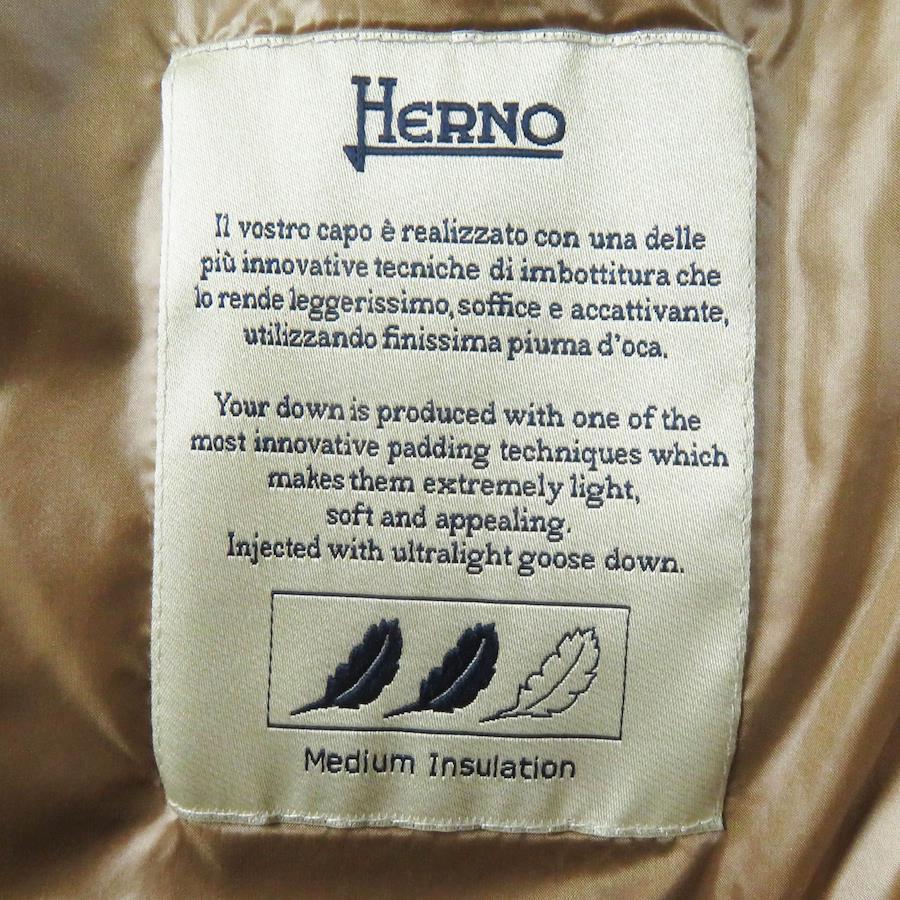 HERNO
Il vostro capo è realizzato con una delle
più innovative tecniche di imbottitura che
lo rende leggerissimo, soffice e accattivante,
utilizzando finissima piuma d'oca.
Your down is produced with one of the
most innovative padding techniques which
makes them extremely light,
soft and appealing.
Injected with ultralight goose down.
Medium Insulation